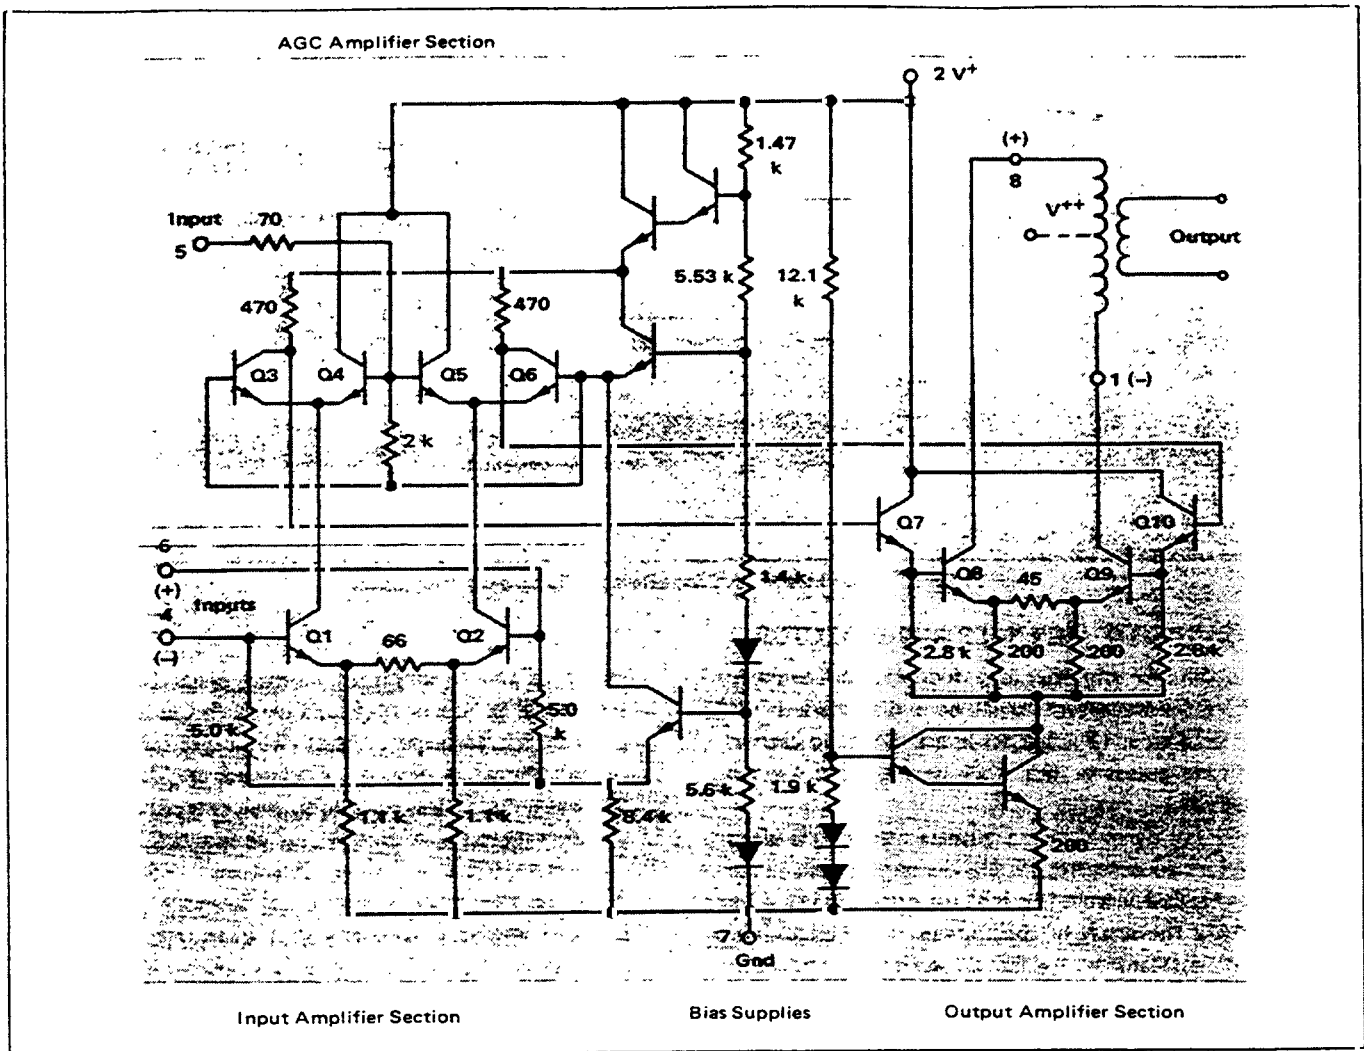 AGC Amplifier Section
2 V+
(+)
8
V++
Output
1.47
k
Input
70
5
5.53 k
12.1
k
470
470
Q3
Q4
Q5
Q6
1 (–)
2 k
Q7
Q10
6
(+)
Inputs
4
(–)
Q1
66
Q2
1.4 k
Q8
45
Q9
2.8 k
200
200
2.8 k
5.0 k
5.0
k
5.6 k
1.9 k
1.1 k
1.1 k
8.4 k
200
7
Gnd
Input Amplifier Section
Bias Supplies
Output Amplifier Section